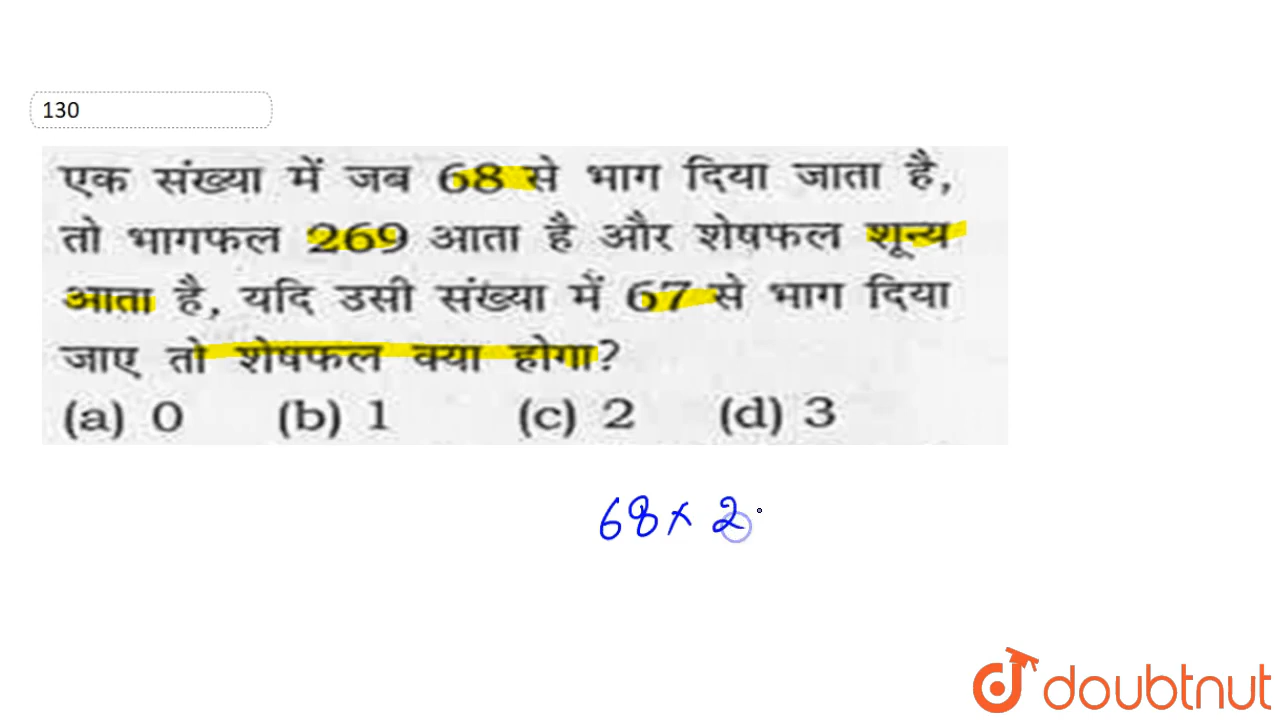 130
एक संख्या में जब 68 से भाग दिया जाता है,
तो भागफल 269 आता है और शेषफल शून्य
आता है, यदि उसी संख्या में 67 से भाग दिया
जाए तो शेषफल क्या होगा?
(a) 0 (b) 1 (c) 2 (d) 3
68 × 2
doubtnut